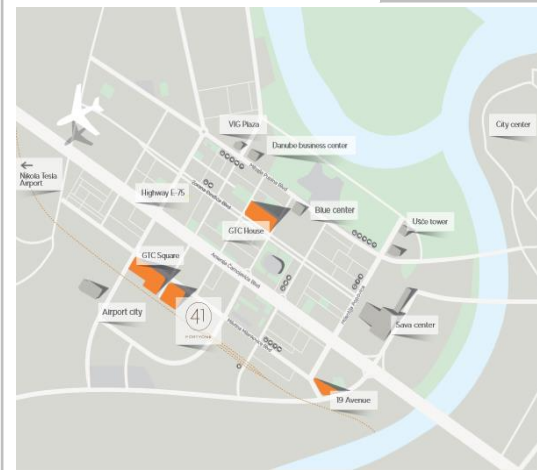 VIG Plaza
City center
Danube business center
←
Nikola Tesla
Airport
Highway E-75
Blue center
Ušće tower
GTC House
GTC Square
Airport city
41
Sava center
19 Avenue